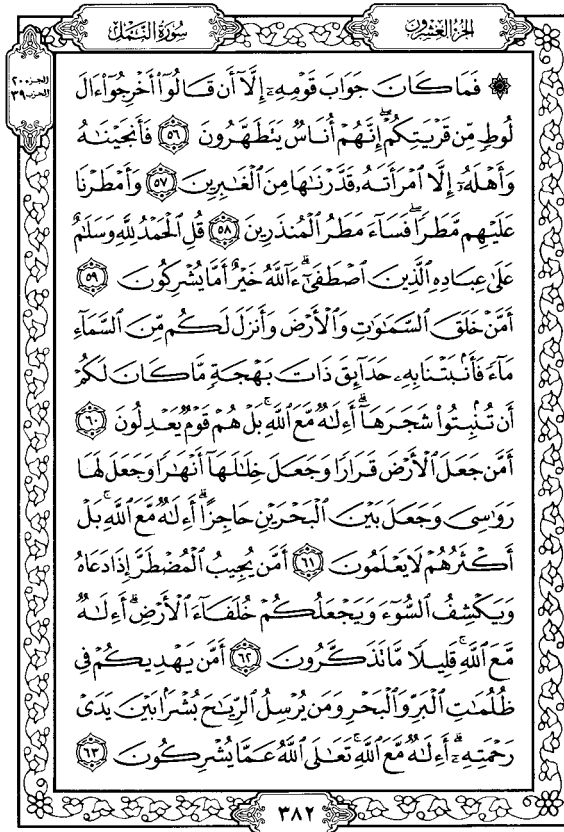 الجزء العشرون
سورة النمل
الجزء ٢٠
الحزب ٣٩
۞ فَمَا كَانَ جَوَابَ قَوْمِهِۦٓ إِلَّآ أَن قَالُوٓا۟ أَخْرِجُوٓا۟ ءَالَ
لُوطٍ مِّن قَرْيَتِكُمْ ۖ إِنَّهُمْ أُنَاسٌ يَتَطَهَّرُونَ ٥٦ فَأَنجَيْنَـٰهُ
وَأَهْلَهُۥٓ إِلَّا ٱمْرَأَتَهُۥ قَدَّرْنَـٰهَا مِنَ ٱلْغَـٰبِرِينَ ٥٧ وَأَمْطَرْنَا
عَلَيْهِم مَّطَرًا ۖ فَسَآءَ مَطَرُ ٱلْمُنذَرِينَ ٥٨ قُلِ ٱلْحَمْدُ لِلَّهِ وَسَلَـٰمٌ
عَلَىٰ عِبَادِهِ ٱلَّذِينَ ٱصْطَفَىٰٓ ۗ ءَآللَّهُ خَيْرٌ أَمَّا يُشْرِكُونَ ٥٩
أَمَّنْ خَلَقَ ٱلسَّمَـٰوَٰتِ وَٱلْأَرْضَ وَأَنزَلَ لَكُم مِّنَ ٱلسَّمَآءِ
مَآءً فَأَنۢبَتْنَا بِهِۦ حَدَآئِقَ ذَاتَ بَهْجَةٍ مَّا كَانَ لَكُمْ
أَن تُنۢبِتُوا۟ شَجَرَهَآ ۗ أَءِلَـٰهٌ مَّعَ ٱللَّهِ ۚ بَلْ هُمْ قَوْمٌ يَعْدِلُونَ ٦٠
أَمَّن جَعَلَ ٱلْأَرْضَ قَرَارًا وَجَعَلَ خِلَـٰلَهَآ أَنْهَـٰرًا وَجَعَلَ لَهَا
رَوَٰسِىَ وَجَعَلَ بَيْنَ ٱلْبَحْرَيْنِ حَاجِزًا ۗ أَءِلَـٰهٌ مَّعَ ٱللَّهِ ۚ بَلْ
أَكْثَرُهُمْ لَا يَعْلَمُونَ ٦١ أَمَّن يُجِيبُ ٱلْمُضْطَرَّ إِذَا دَعَاهُ
وَيَكْشِفُ ٱلسُّوٓءَ وَيَجْعَلُكُمْ خُلَفَآءَ ٱلْأَرْضِ ۗ أَءِلَـٰهٌ
مَّعَ ٱللَّهِ ۚ قَلِيلًا مَّا تَذَكَّرُونَ ٦٢ أَمَّن يَهْدِيكُمْ فِى
ظُلُمَـٰتِ ٱلْبَرِّ وَٱلْبَحْرِ وَمَن يُرْسِلُ ٱلرِّيَـٰحَ بُشْرًۢا بَيْنَ يَدَىْ
رَحْمَتِهِۦٓ ۗ أَءِلَـٰهٌ مَّعَ ٱللَّهِ ۚ تَعَـٰلَى ٱللَّهُ عَمَّا يُشْرِكُونَ ٦٣
٣٨٢